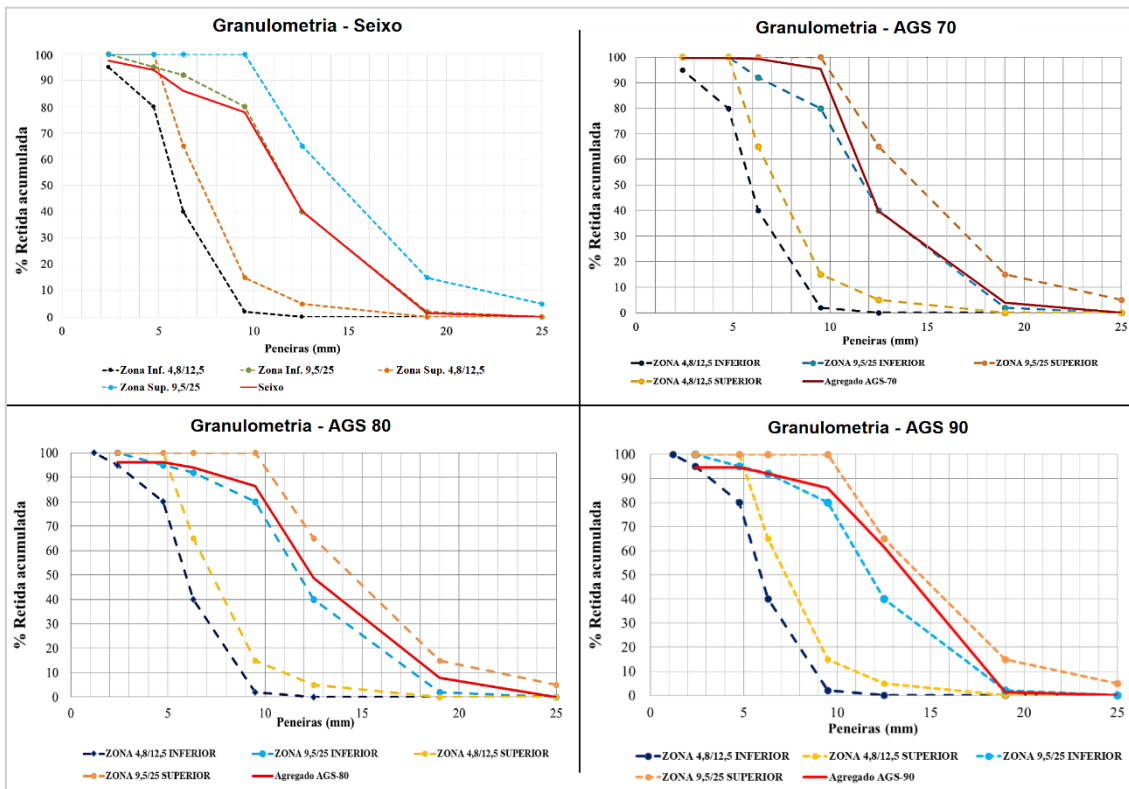 Granulometria - Seixo
% Retida acumulada
100
90
80
70
60
50
40
30
20
10
0
0 5 10 15 20 25
Peneiras (mm)
Zona Inf. 4,8/12,5 Zona Inf. 9,5/25 Zona Sup. 4,8/12,5
Zona Sup. 9,5/25 Seixo
Granulometria - AGS 70
% Retida acumulada
100
90
80
70
60
50
40
30
20
10
0
0 5 10 15 20 25
Peneiras (mm)
ZONA 4,8/12,5 INFERIOR ZONA 9,5/25 INFERIOR ZONA 9,5/25 SUPERIOR
ZONA 4,8/12,5 SUPERIOR Agregado AGS-70
Granulometria - AGS 80
% Retida acumulada
100
90
80
70
60
50
40
30
20
10
0
0 5 10 15 20 25
Peneiras (mm)
ZONA 4,8/12,5 INFERIOR ZONA 9,5/25 INFERIOR ZONA 4,8/12,5 SUPERIOR
ZONA 9,5/25 SUPERIOR Agregado AGS-80
Granulometria - AGS 90
% Retida acumulada
100
90
80
70
60
50
40
30
20
10
0
0 5 10 15 20 25
Peneiras (mm)
ZONA 4,8/12,5 INFERIOR ZONA 4,8/12,5 SUPERIOR ZONA 9,5/25 INFERIOR
ZONA 9,5/25 SUPERIOR Agregado AGS-90